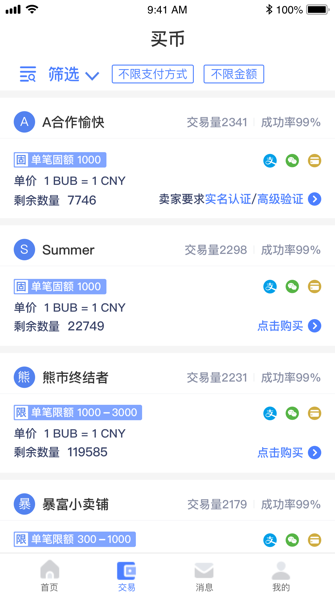 9:41 AM 100%
买币
筛选 不限支付方式 不限金额
A A合作愉快 交易量2341 成功率99%
固 单笔固额 1000
单价 1 BUB = 1 CNY
剩余数量 7746 卖家要求实名认证/高级验证
S Summer 交易量2298 成功率99%
固 单笔固额 1000
单价 1 BUB = 1 CNY
剩余数量 22749 点击购买
熊 熊市终结者 交易量2231 成功率99%
限 单笔限额 1000－3000
单价 1 BUB = 1 CNY
剩余数量 119585 点击购买
暴 暴富小卖铺 交易量2179 成功率99%
限 单笔限额 300－1000
首页 交易 消息 我的